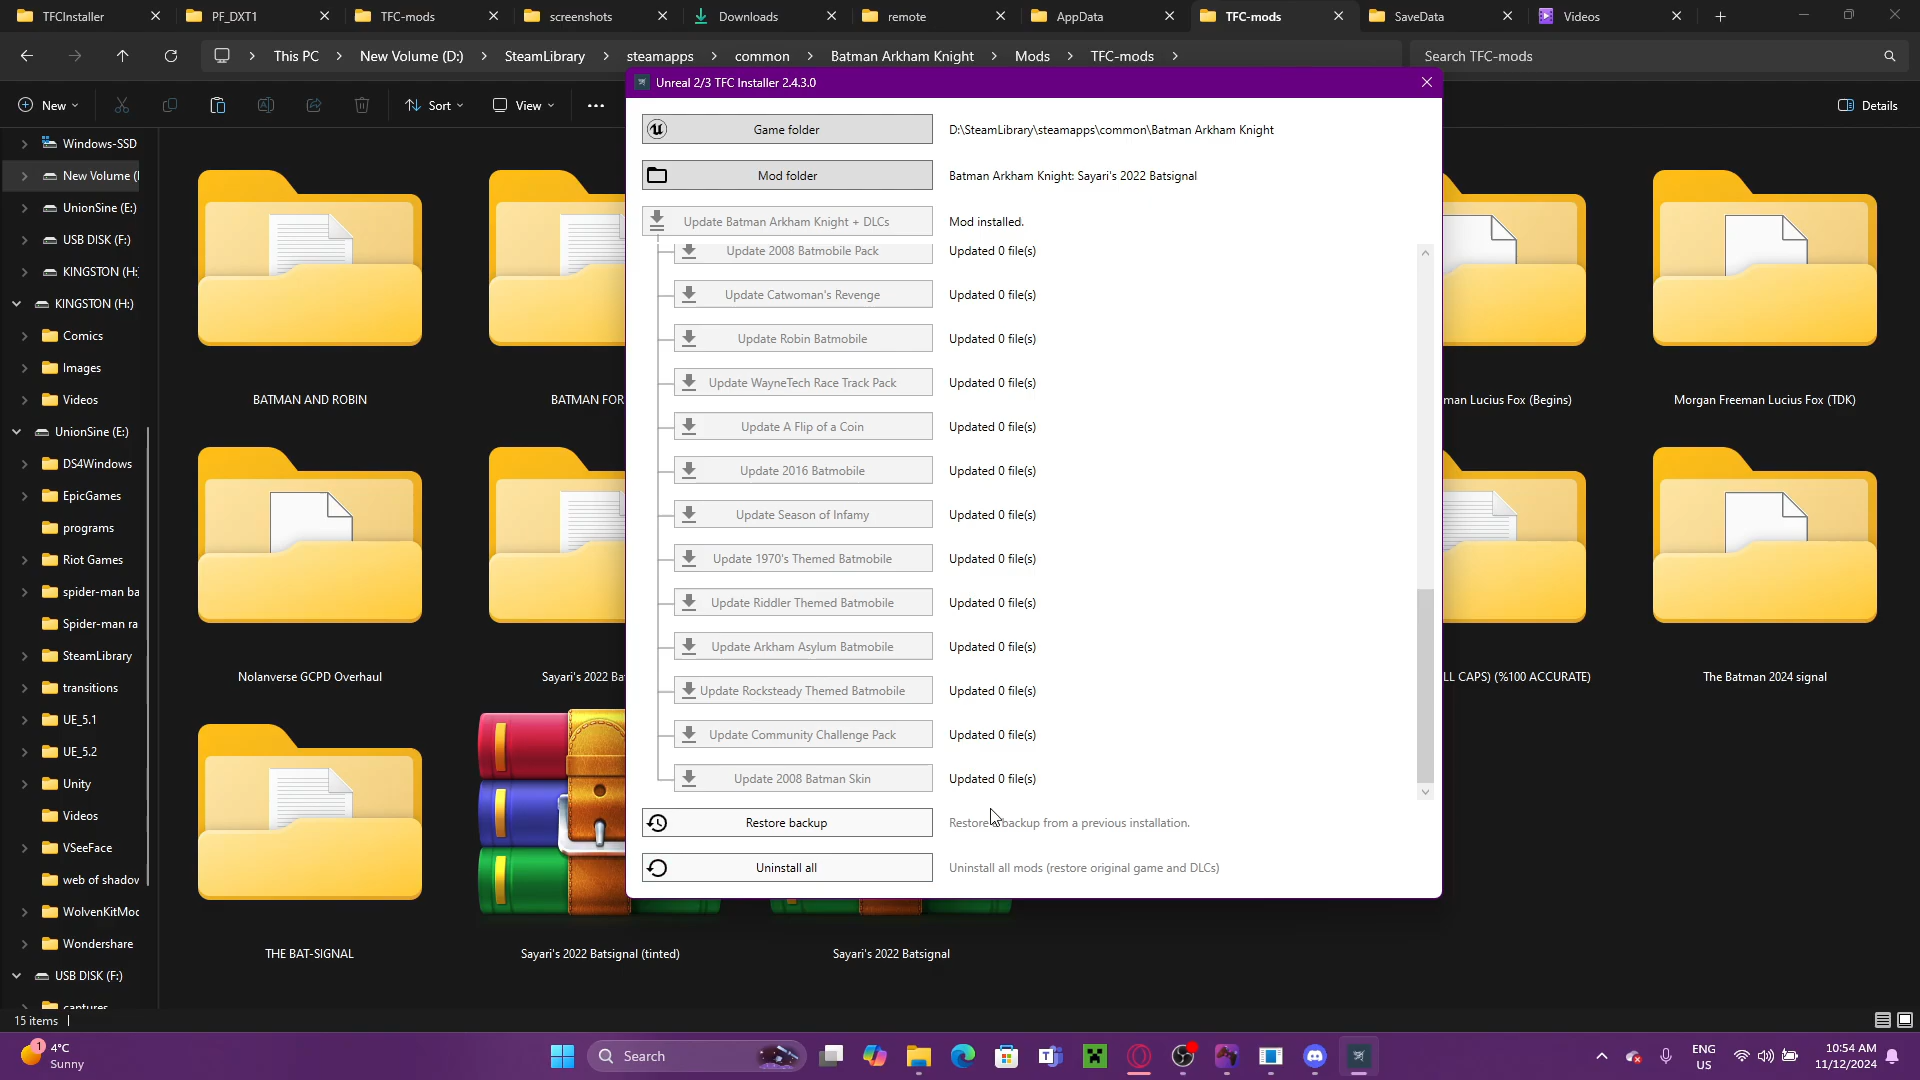 TFCInstaller
PF_DXT1
TFC-mods
screenshots
Downloads
remote
AppData
TFC-mods
SaveData
Videos
This PC
New Volume (D:)
SteamLibrary
steamapps
common
Batman Arkham Knight
Mods
TFC-mods
Search TFC-mods
New
Sort
View
Details
Windows-SSD
New Volume (
UnionSine (E:)
USB DISK (F:)
KINGSTON (H:
KINGSTON (H:)
Comics
Images
Videos
UnionSine (E:)
DS4Windows
EpicGames
programs
Riot Games
spider-man ba
Spider-man ra
SteamLibrary
transitions
UE_5.1
UE_5.2
Unity
Videos
VSeeFace
web of shadov
WolvenKitMoc
Wondershare
USB DISK (F:)
captures
BATMAN AND ROBIN
BATMAN FOR
man Lucius Fox (Begins)
Morgan Freeman Lucius Fox (TDK)
Nolanverse GCPD Overhaul
Sayari's 2022 Ba
LL CAPS) (%100 ACCURATE)
The Batman 2024 signal
THE BAT-SIGNAL
Sayari's 2022 Batsignal (tinted)
Sayari's 2022 Batsignal
Unreal 2/3 TFC Installer 2.4.3.0
Game folder
D:\SteamLibrary\steamapps\common\Batman Arkham Knight
Mod folder
Batman Arkham Knight: Sayari's 2022 Batsignal
Update Batman Arkham Knight + DLCs
Mod installed.
Update 2008 Batmobile Pack
Updated 0 file(s)
Update Catwoman's Revenge
Updated 0 file(s)
Update Robin Batmobile
Updated 0 file(s)
Update WayneTech Race Track Pack
Updated 0 file(s)
Update A Flip of a Coin
Updated 0 file(s)
Update 2016 Batmobile
Updated 0 file(s)
Update Season of Infamy
Updated 0 file(s)
Update 1970's Themed Batmobile
Updated 0 file(s)
Update Riddler Themed Batmobile
Updated 0 file(s)
Update Arkham Asylum Batmobile
Updated 0 file(s)
Update Rocksteady Themed Batmobile
Updated 0 file(s)
Update Community Challenge Pack
Updated 0 file(s)
Update 2008 Batman Skin
Updated 0 file(s)
Restore backup
Restore backup from a previous installation.
Uninstall all
Uninstall all mods (restore original game and DLCs)
15 items
1
4°C
Sunny
Search
ENG
US
10:54 AM
11/12/2024